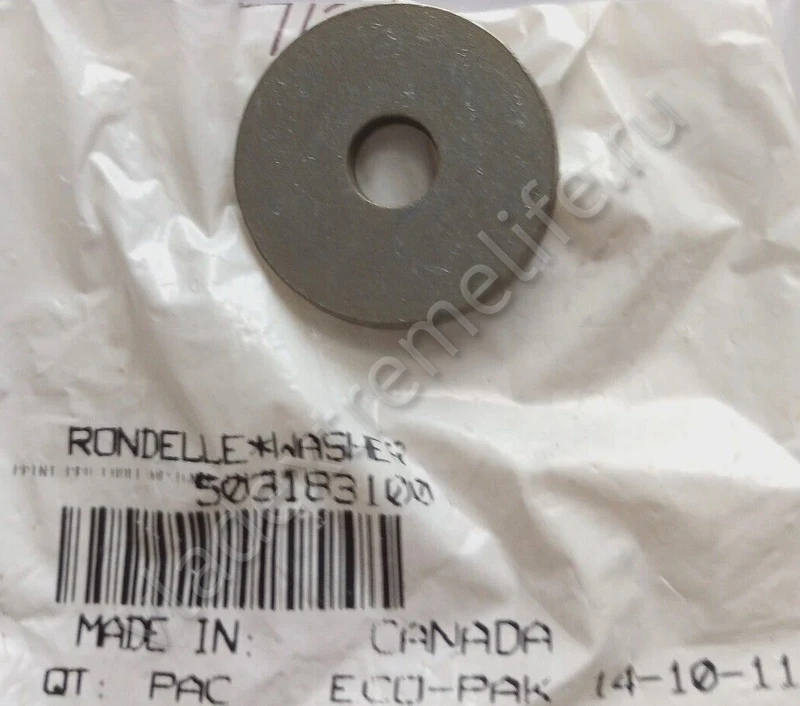 RONDELLE*WASHER
503183100
MADE IN: CANADA
QT: PAC ECO-PAK 14-10-11